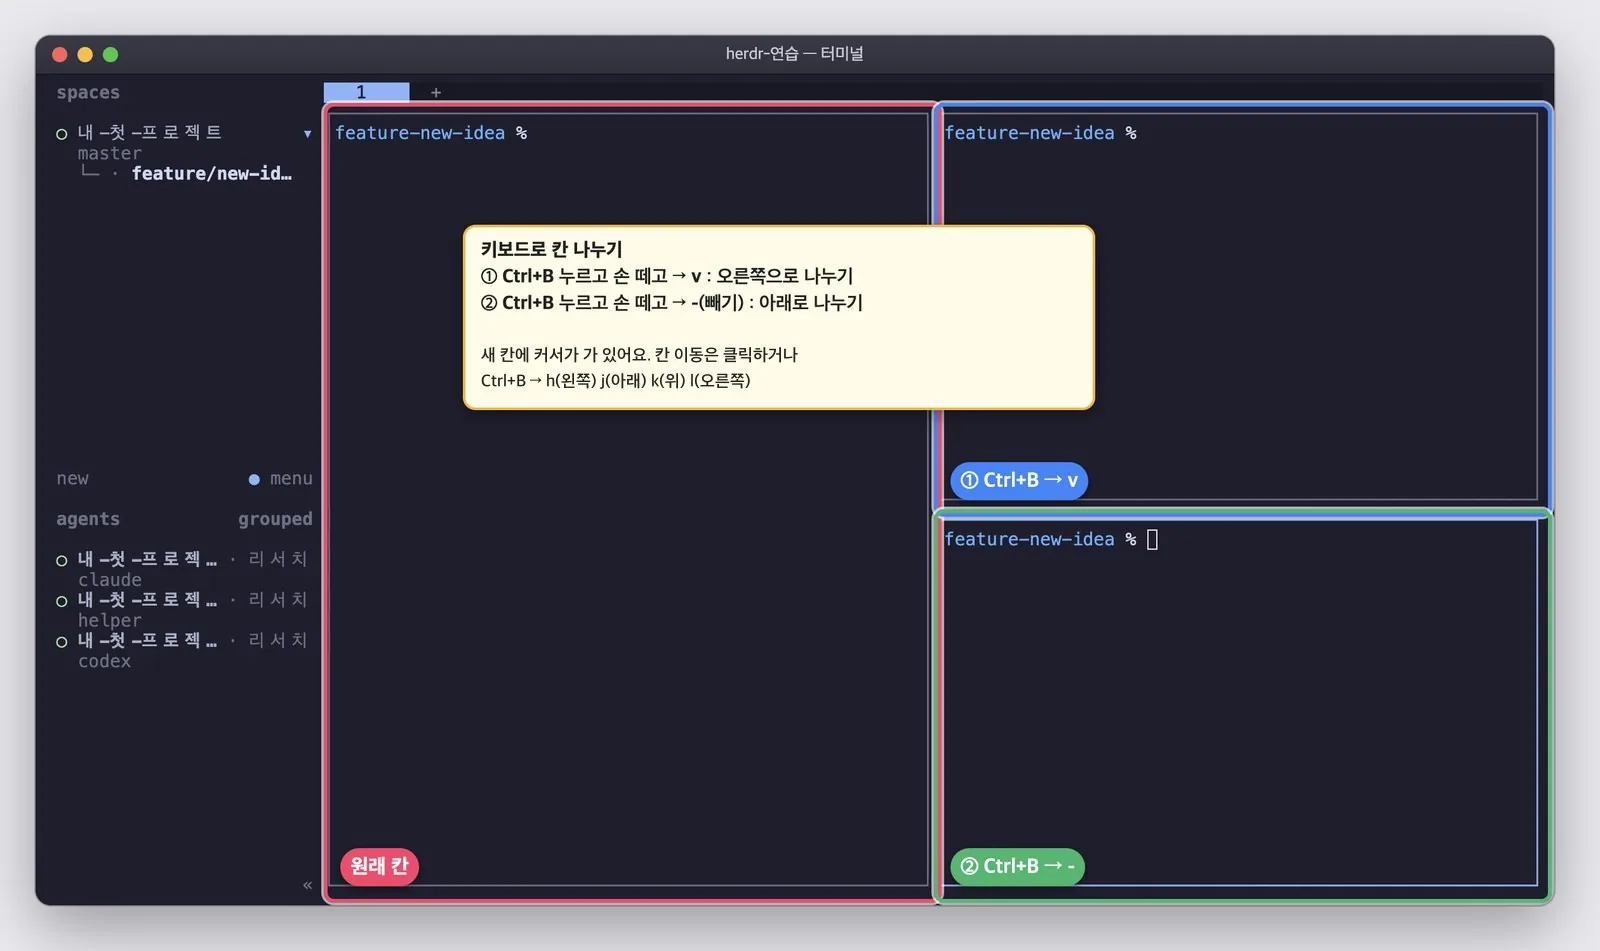 herdr-연습 — 터미널
spaces
1 +
내-첫-프로젝트 ▾
master
└─ · feature/new-id…
new ● menu
agents grouped
내-첫-프로젝… · 리서치
claude
내-첫-프로젝… · 리서치
helper
내-첫-프로젝… · 리서치
codex
«
feature-new-idea %
원래 칸
feature-new-idea %
① Ctrl+B → v
feature-new-idea %
② Ctrl+B → -
키보드로 칸 나누기
① Ctrl+B 누르고 손 떼고 → v : 오른쪽으로 나누기
② Ctrl+B 누르고 손 떼고 → -(빼기) : 아래로 나누기
새 칸에 커서가 가 있어요. 칸 이동은 클릭하거나
Ctrl+B → h(왼쪽) j(아래) k(위) l(오른쪽)